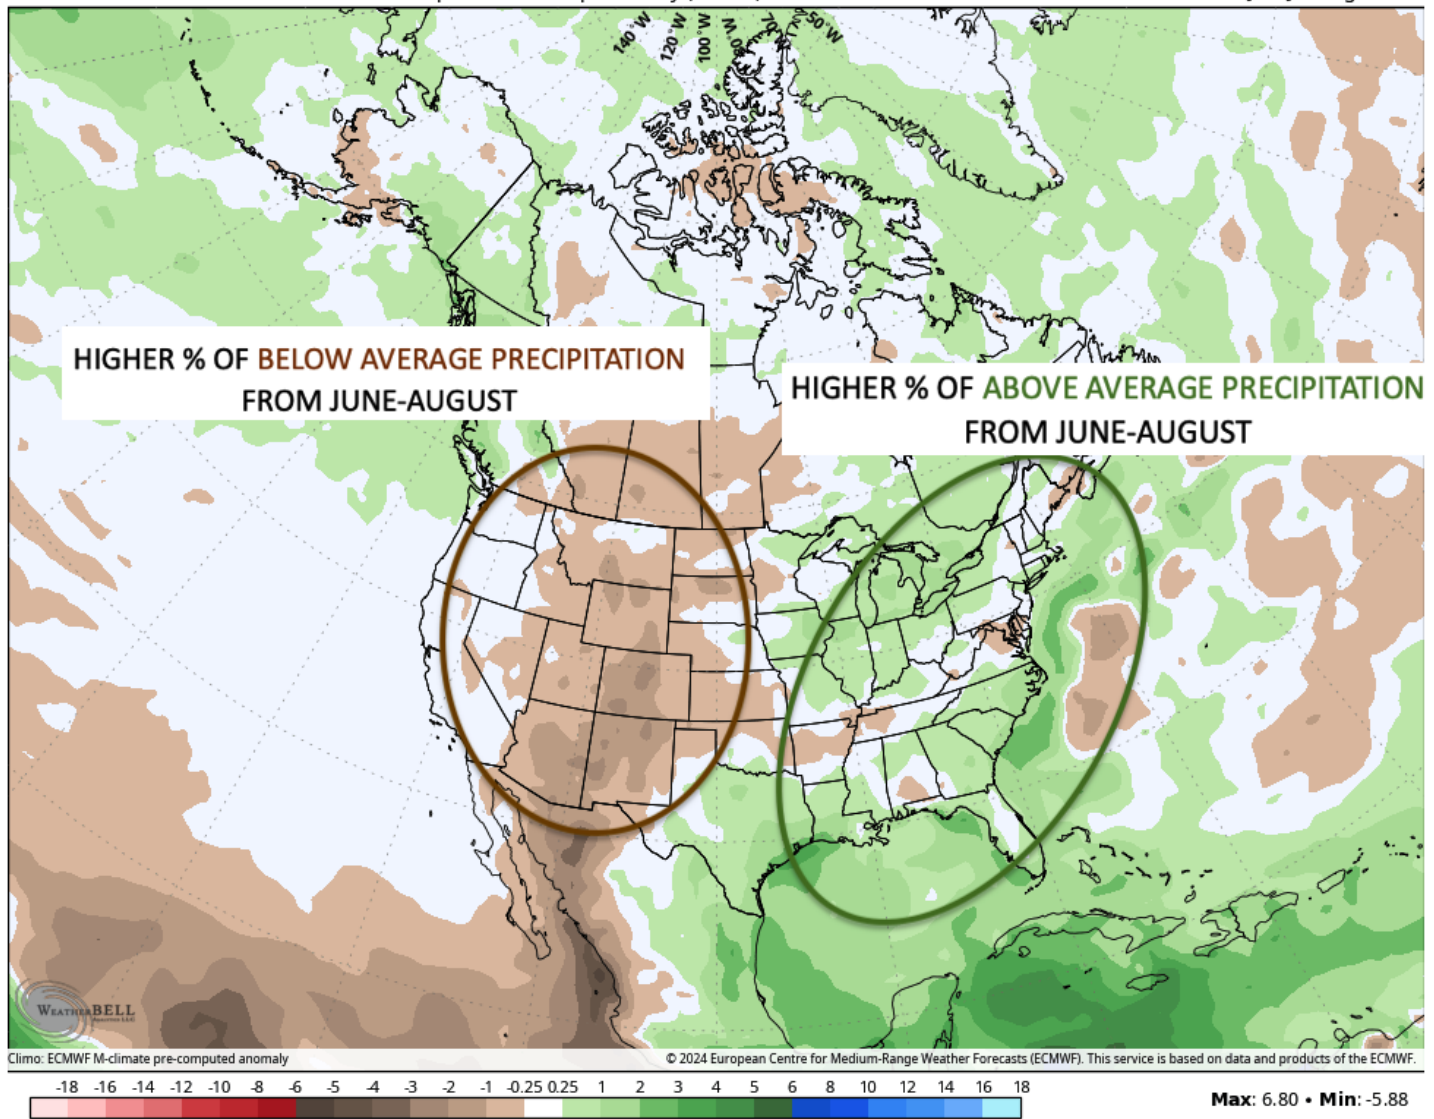 140°W 120°W 100°W 80°W 70°W 50°W
HIGHER % OF BELOW AVERAGE PRECIPITATION
FROM JUNE-AUGUST
HIGHER % OF ABOVE AVERAGE PRECIPITATION
FROM JUNE-AUGUST
WEATHERBELL
Analytics LLC
Climo: ECMWF M-climate pre-computed anomaly
© 2024 European Centre for Medium-Range Weather Forecasts (ECMWF). This service is based on data and products of the ECMWF.
-18 -16 -14 -12 -10 -8 -6 -5 -4 -3 -2 -1 -0.25 0.25 1 2 3 4 5 6 8 10 12 14 16 18
Max: 6.80 • Min: -5.88